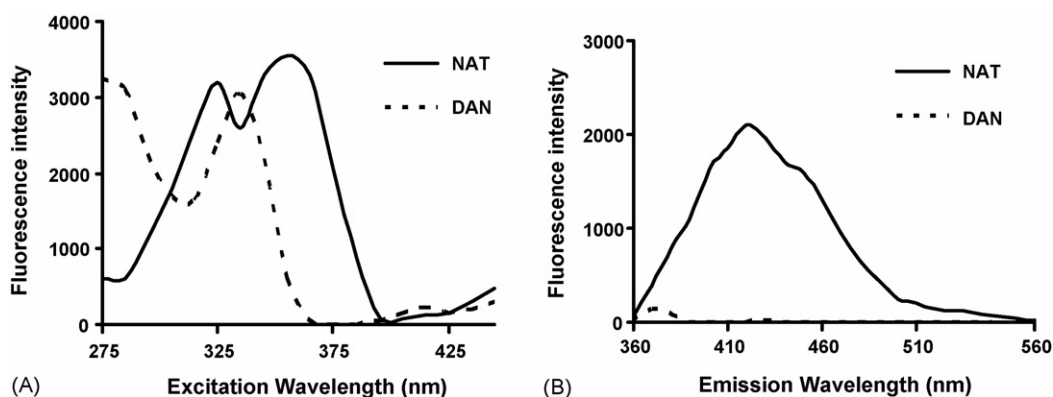 4000
3000
2000
1000
0
Fluorescence intensity
NAT
DAN
275
325
375
425
(A)
Excitation Wavelength (nm)
3000
2000
1000
0
Fluorescence intensity
NAT
DAN
360
410
460
510
560
(B)
Emission Wavelength (nm)